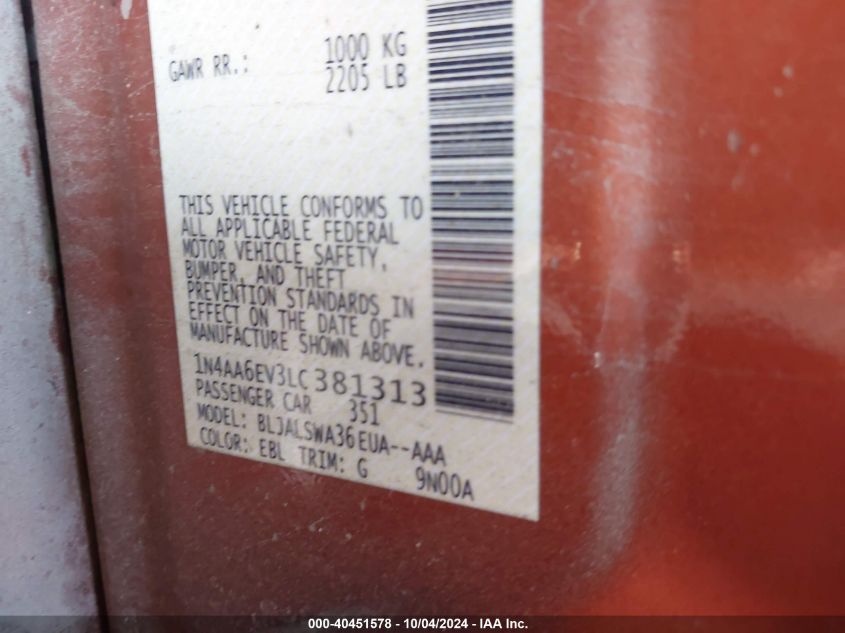 GAWR RR.: 1000 KG
2205 LB
THIS VEHICLE CONFORMS TO
ALL APPLICABLE FEDERAL
MOTOR VEHICLE SAFETY,
BUMPER, AND THEFT
PREVENTION STANDARDS IN
EFFECT ON THE DATE OF
MANUFACTURE SHOWN ABOVE.
1N4AA6EV3LC381313
PASSENGER CAR 351
MODEL: BLJALSWA36EUA--AAA
COLOR: EBL TRIM: G 9N00A
000-40451578 - 10/04/2024 - IAA Inc.